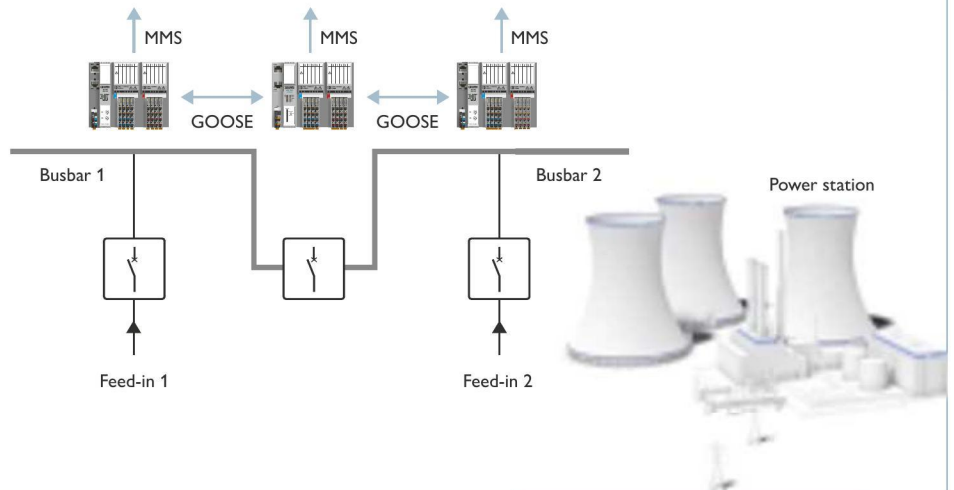 MMS
MMS
MMS
GOOSE
GOOSE
Busbar 1
Busbar 2
Power station
Feed-in 1
Feed-in 2